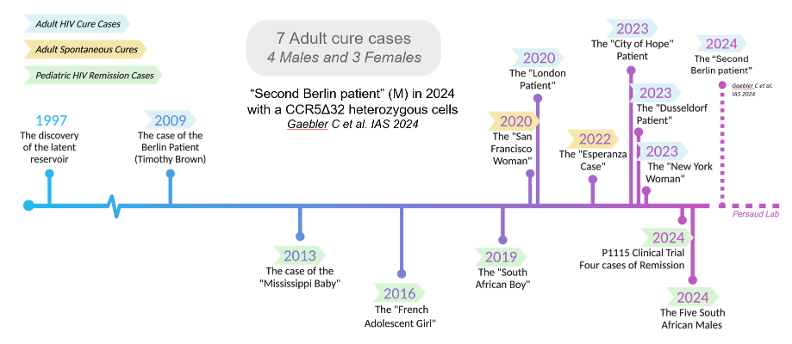 Adult HIV Cure Cases
Adult Spontaneous Cures
Pediatric HIV Remission Cases
7 Adult cure cases
4 Males and 3 Females
“Second Berlin patient” (M) in 2024
with a CCR5Δ32 heterozygous cells
Gaebler C et al. IAS 2024
1997
The discovery
of the latent
reservoir
2009
The case of the
Berlin Patient
(Timothy Brown)
2020
The "London
Patient"
2020
The "San
Francisco
Woman"
2022
The "Esperanza
Case"
2023
The "City of Hope"
Patient
2023
The "Dusseldorf
Patient"
2023
The "New York
Woman"
2024
The “Second
Berlin patient”
Gaebler C et al.
IAS 2024
Persaud Lab
2013
The case of the
"Mississippi Baby"
2016
The "French
Adolescent Girl"
2019
The "South
African Boy"
2024
P1115 Clinical Trial
Four cases of Remission
2024
The Five South
African Males